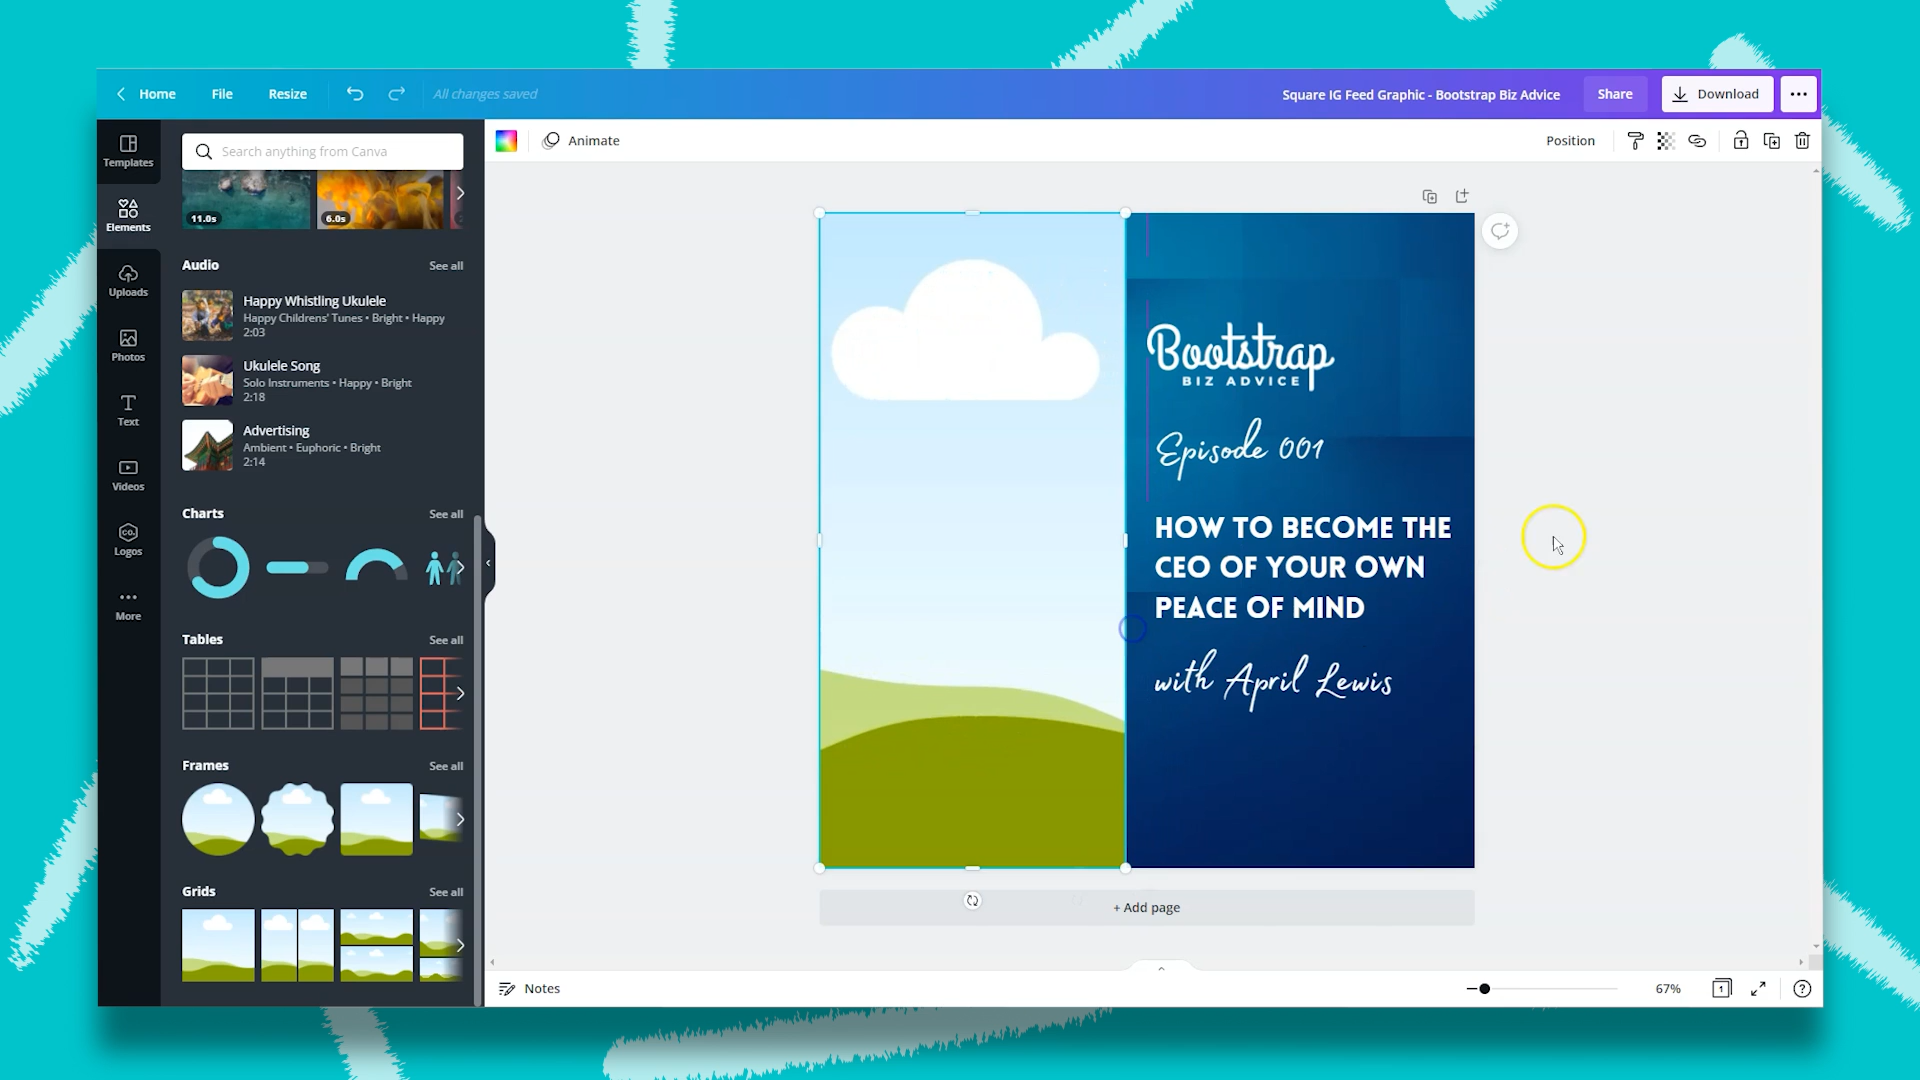 Home
File
Resize
All changes saved
Square IG Feed Graphic - Bootstrap Biz Advice
Share
Download
Templates
Elements
Uploads
Photos
Text
Videos
co.
Logos
More
Search anything from Canva
11.0s
6.0s
Audio
See all
Happy Whistling Ukulele
Happy Childrens' Tunes • Bright • Happy
2:03
Ukulele Song
Solo Instruments • Happy • Bright
2:18
Advertising
Ambient • Euphoric • Bright
2:14
Charts
See all
Tables
See all
Frames
See all
Grids
See all
Animate
Position
Bootstrap
BIZ ADVICE
Episode 001
HOW TO BECOME THE
CEO OF YOUR OWN
PEACE OF MIND
with April Lewis
+ Add page
Notes
67%
1